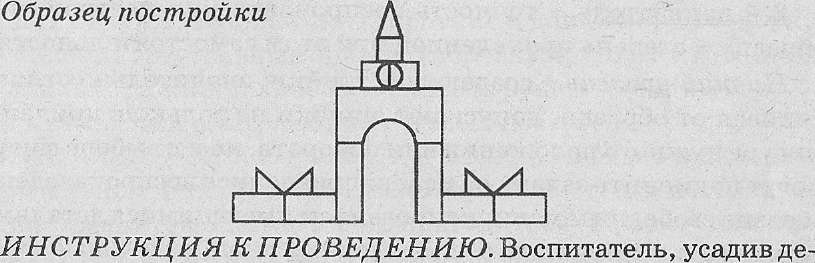 Образец постройки
ИНСТРУКЦИЯ К ПРОВЕДЕНИЮ. Воспитатель, усадив де-